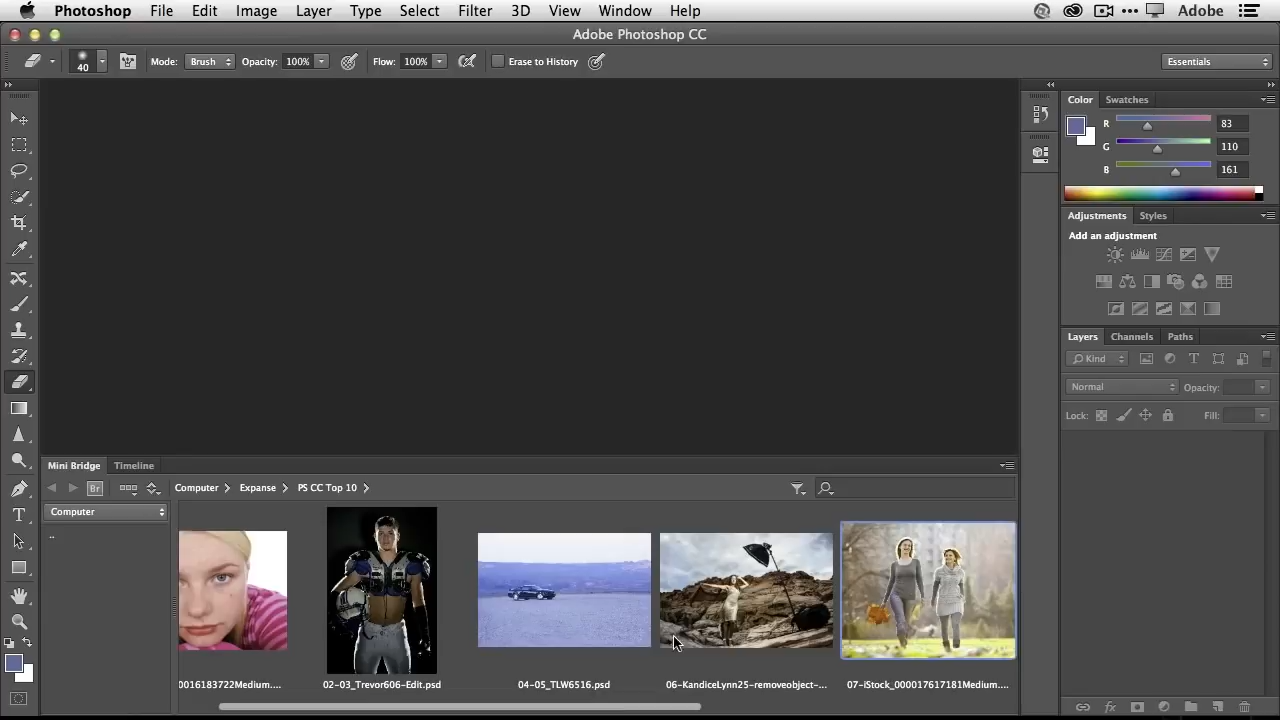 Photoshop File Edit Image Layer Type Select Filter 3D View Window Help Adobe
Adobe Photoshop CC
40 Mode: Brush Opacity: 100% Flow: 100% Erase to History Essentials
Color Swatches
R 83
G 110
B 161
Adjustments Styles
Add an adjustment
Layers Channels Paths
Kind
Normal Opacity:
Lock: Fill:
Mini Bridge Timeline
Br Computer Expanse PS CC Top 10
Computer
..
0016183722Medium.... 02-03_Trevor606-Edit.psd 04-05_TLW6516.psd 06-KandiceLynn25-removeobject-... 07-iStock_000017617181Medium....
fx